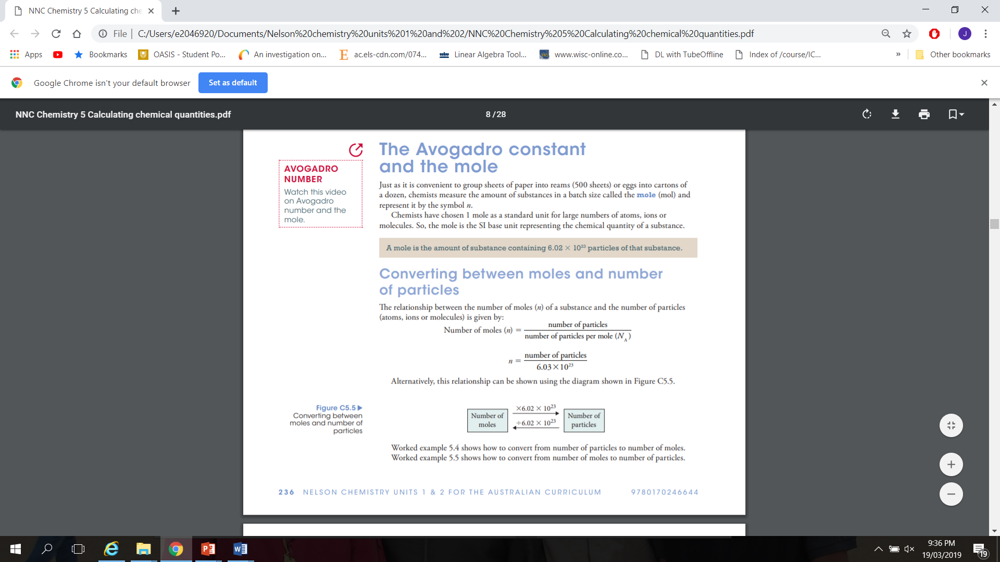 NNC Chemistry 5 Calculating che
File
C:/Users/e2046920/Documents/Nelson%20chemistry%20units%201%20and%202/NNC%20Chemistry%205%20Calculating%20chemical%20quantities.pdf
J
Apps
Bookmarks
OASIS - Student Po...
An investigation on...
E
ac.els-cdn.com/074...
Linear Algebra Tool...
www.wisc-online.co...
DL with TubeOffline
Index of /course/IC...
»
Other bookmarks
Google Chrome isn't your default browser
Set as default
NNC Chemistry 5 Calculating chemical quantities.pdf
8 / 28
AVOGADRO
NUMBER
Watch this video
on Avogadro
number and the
mole.
The Avogadro constant
and the mole
Just as it is convenient to group sheets of paper into reams (500 sheets) or eggs into cartons of
a dozen, chemists measure the amount of substances in a batch size called the mole (mol) and
represent it by the symbol n.
Chemists have chosen 1 mole as a standard unit for large numbers of atoms, ions or
molecules. So, the mole is the SI base unit representing the chemical quantity of a substance.
A mole is the amount of substance containing 6.02 × 10²³ particles of that substance.
Converting between moles and number
of particles
The relationship between the number of moles (n) of a substance and the number of particles
(atoms, ions or molecules) is given by:
number of particles
Number of moles (n) =
number of particles per mole (N_A)
number of particles
n =
6.03×10²³
Alternatively, this relationship can be shown using the diagram shown in Figure C5.5.
Figure C5.5 ▶
Converting between
moles and number of
particles
Number of
moles
×6.02 × 10²³
÷6.02 × 10²³
Number of
particles
Worked example 5.4 shows how to convert from number of particles to number of moles.
Worked example 5.5 shows how to convert from number of moles to number of particles.
236 NELSON CHEMISTRY UNITS 1 & 2 FOR THE AUSTRALIAN CURRICULUM 9780170246644
9:36 PM
19/03/2019
19